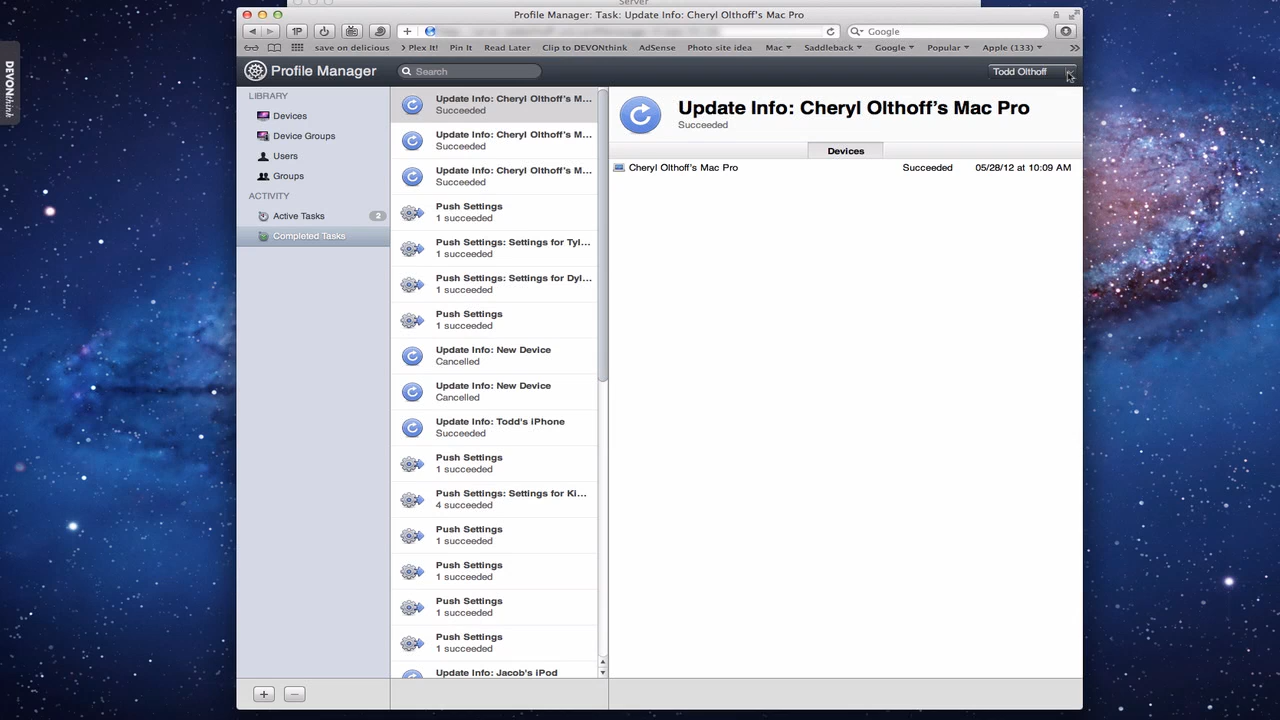 Server
Profile Manager: Task: Update Info: Cheryl Olthoff's Mac Pro
1P
Google
save on delicious
> Plex It!
Pin It
Read Later
Clip to DEVONthink
AdSense
Photo site idea
Mac
Saddleback
Google
Popular
Apple (133)
DEVONthink
Profile Manager
Search
Todd Olthoff
LIBRARY
Devices
Device Groups
Users
Groups
ACTIVITY
Active Tasks 2
Completed Tasks
Update Info: Cheryl Olthoff's M...
Succeeded
Update Info: Cheryl Olthoff's M...
Succeeded
Update Info: Cheryl Olthoff's M...
Succeeded
Push Settings
1 succeeded
Push Settings: Settings for Tyl...
1 succeeded
Push Settings: Settings for Dyl...
1 succeeded
Push Settings
1 succeeded
Update Info: New Device
Cancelled
Update Info: New Device
Cancelled
Update Info: Todd's iPhone
Succeeded
Push Settings
1 succeeded
Push Settings: Settings for Ki...
4 succeeded
Push Settings
1 succeeded
Push Settings
1 succeeded
Push Settings
1 succeeded
Push Settings
1 succeeded
Update Info: Jacob's iPod
Update Info: Cheryl Olthoff's Mac Pro
Succeeded
Devices
Cheryl Olthoff's Mac Pro Succeeded 05/28/12 at 10:09 AM